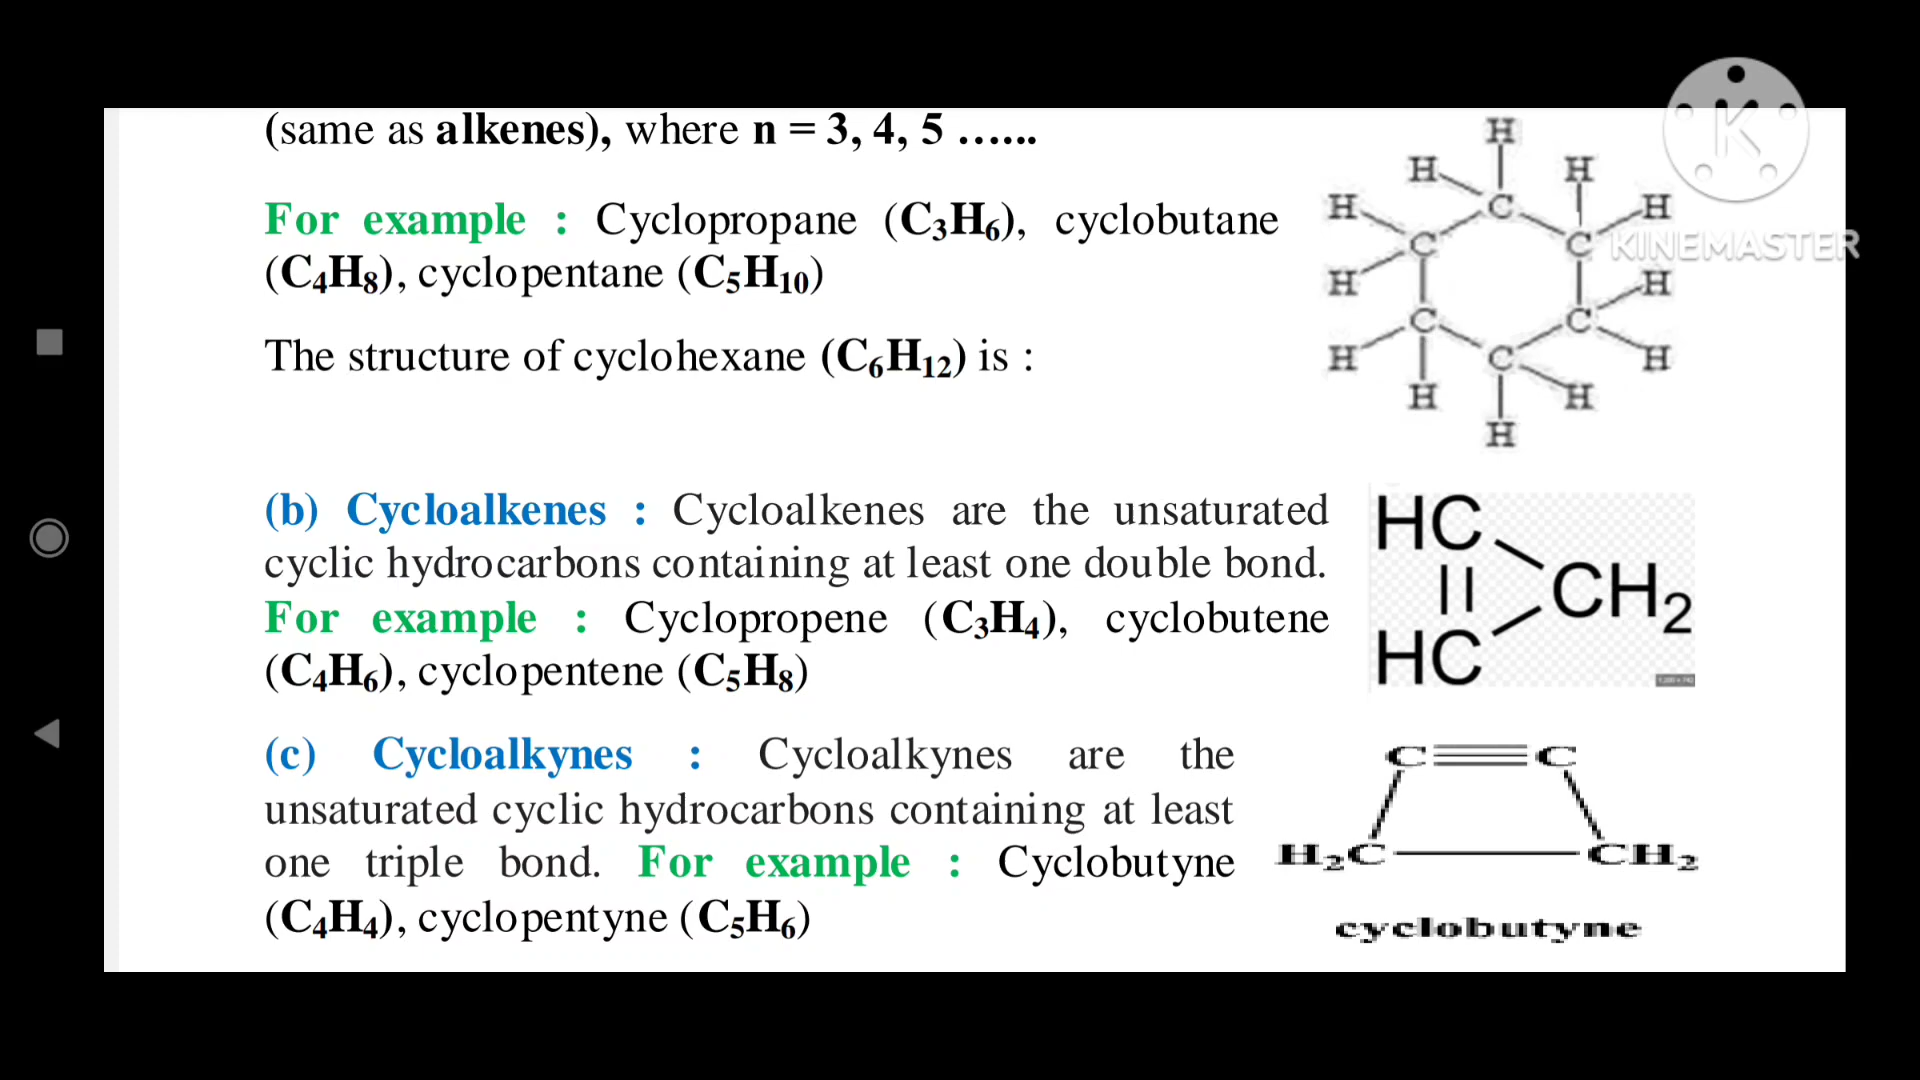 (same as alkenes), where n = 3, 4, 5 ......
For example : Cyclopropane (C₃H₆), cyclobutane
(C₄H₈), cyclopentane (C₅H₁₀)
The structure of cyclohexane (C₆H₁₂) is :
H
H H
H C H
C C
H H
C C
H C H
H H
H
K
KINEMASTER
(b) Cycloalkenes : Cycloalkenes are the unsaturated
cyclic hydrocarbons containing at least one double bond.
For example : Cyclopropene (C₃H₄), cyclobutene
(C₄H₆), cyclopentene (C₅H₈)
HC
CH₂
HC
(c) Cycloalkynes : Cycloalkynes are the
unsaturated cyclic hydrocarbons containing at least
one triple bond. For example : Cyclobutyne
(C₄H₄), cyclopentyne (C₅H₆)
C C
H₂C CH₂
cyclobutyne